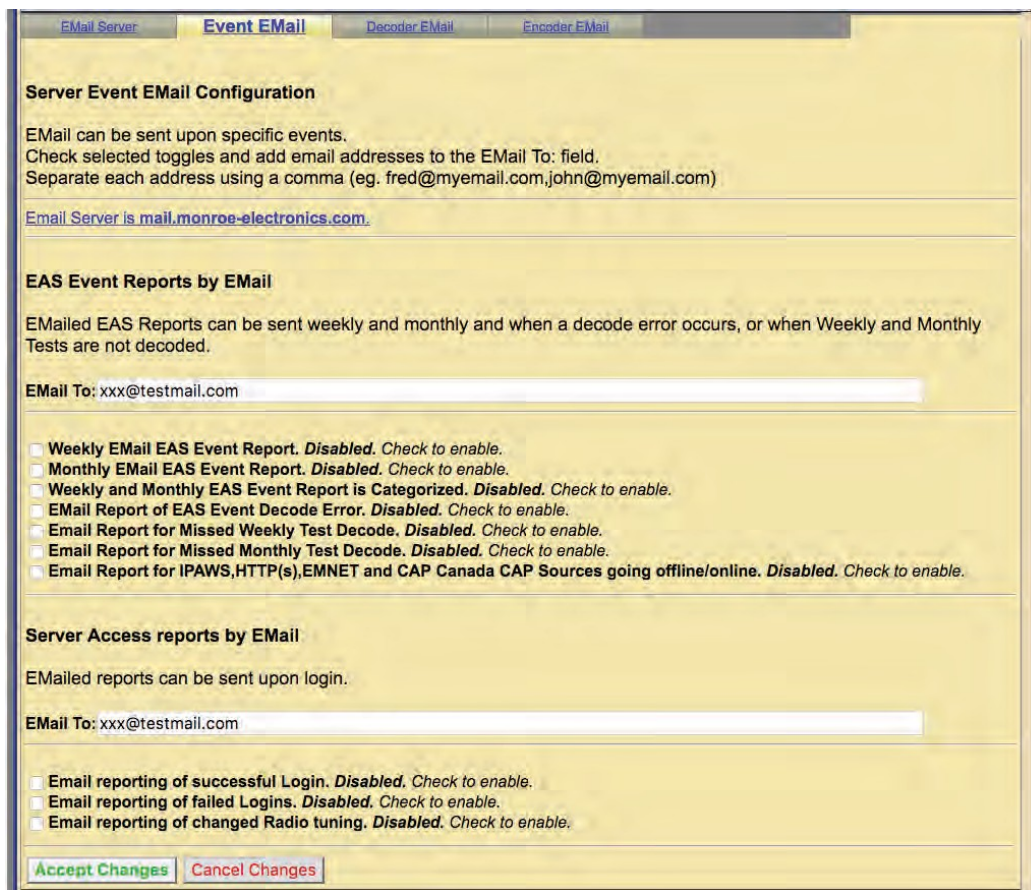 EMail Server Event EMail Decoder EMail Encoder EMail
Server Event EMail Configuration
EMail can be sent upon specific events.
Check selected toggles and add email addresses to the EMail To: field.
Separate each address using a comma (eg. fred@myemail.com,john@myemail.com)
Email Server is mail.monroe-electronics.com.
EAS Event Reports by EMail
EMailed EAS Reports can be sent weekly and monthly and when a decode error occurs, or when Weekly and Monthly
Tests are not decoded.
EMail To: xxx@testmail.com
Weekly EMail EAS Event Report. Disabled. Check to enable.
Monthly EMail EAS Event Report. Disabled. Check to enable.
Weekly and Monthly EAS Event Report is Categorized. Disabled. Check to enable.
EMail Report of EAS Event Decode Error. Disabled. Check to enable.
Email Report for Missed Weekly Test Decode. Disabled. Check to enable.
Email Report for Missed Monthly Test Decode. Disabled. Check to enable.
Email Report for IPAWS,HTTP(s),EMNET and CAP Canada CAP Sources going offline/online. Disabled. Check to enable.
Server Access reports by EMail
EMailed reports can be sent upon login.
EMail To: xxx@testmail.com
Email reporting of successful Login. Disabled. Check to enable.
Email reporting of failed Logins. Disabled. Check to enable.
Email reporting of changed Radio tuning. Disabled. Check to enable.
Accept Changes Cancel Changes